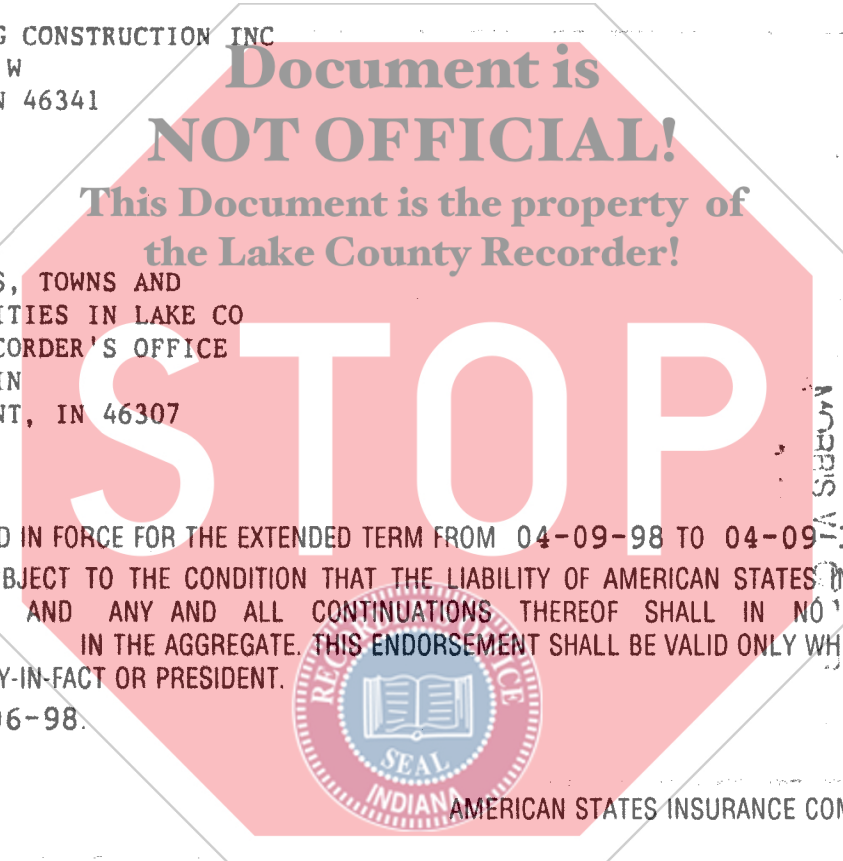 G CONSTRUCTION INC
W
N 46341
Document is
NOT OFFICIAL!
This Document is the property of
the Lake County Recorder!
S, TOWNS AND
ITIES IN LAKE CO
CORDER'S OFFICE
IN
NT, IN 46307
STOP
MORRIS
D IN FORCE FOR THE EXTENDED TERM FROM 04-09-98 TO 04-09-
BJECT TO THE CONDITION THAT THE LIABILITY OF AMERICAN STATES IN
AND ANY AND ALL CONTINUATIONS THEREOF SHALL IN NO
IN THE AGGREGATE. THIS ENDORSEMENT SHALL BE VALID ONLY WH
Y-IN-FACT OR PRESIDENT.
06-98.
SEAL
INDIANA
AMERICAN STATES INSURANCE COM